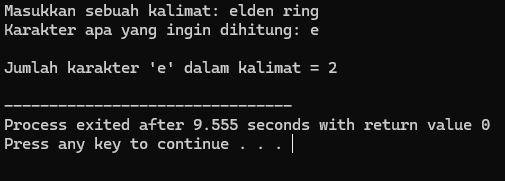 Masukkan sebuah kalimat: elden ring
Karakter apa yang ingin dihitung: e
Jumlah karakter 'e' dalam kalimat = 2
--------------------------------
Process exited after 9.555 seconds with return value 0
Press any key to continue . . .